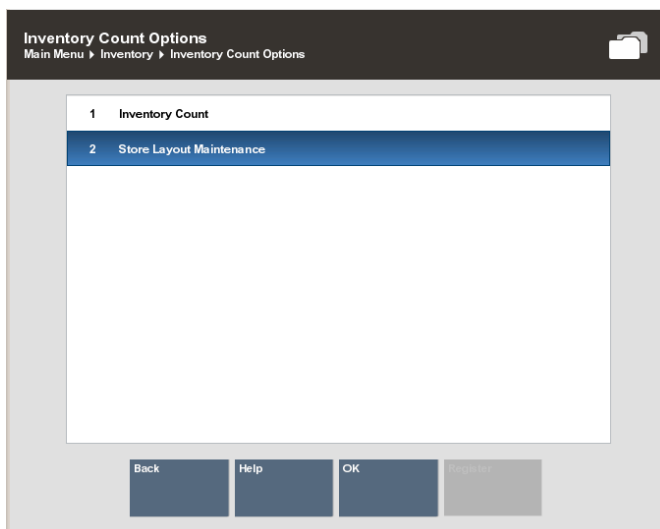 Inventory Count Options
Main Menu ▸ Inventory ▸ Inventory Count Options
1 Inventory Count
2 Store Layout Maintenance
Back Help OK Register